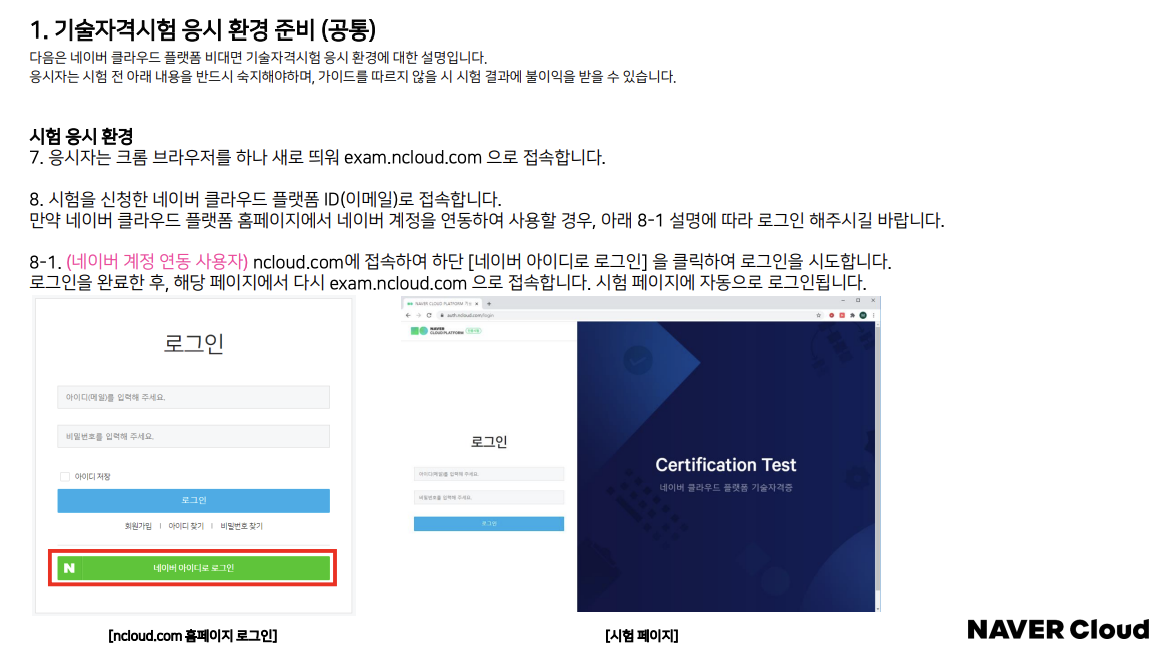 1. 기술자격시험 응시 환경 준비 (공통)
다음은 네이버 클라우드 플랫폼 비대면 기술자격시험 응시 환경에 대한 설명입니다.
응시자는 시험 전 아래 내용을 반드시 숙지해야하며, 가이드를 따르지 않을 시 시험 결과에 불이익을 받을 수 있습니다.
시험 응시 환경
7. 응시자는 크롬 브라우저를 하나 새로 띄워 exam.ncloud.com 으로 접속합니다.
8. 시험을 신청한 네이버 클라우드 플랫폼 ID(이메일)로 접속합니다.
만약 네이버 클라우드 플랫폼 홈페이지에서 네이버 계정을 연동하여 사용할 경우, 아래 8-1 설명에 따라 로그인 해주시길 바랍니다.
8-1. (네이버 계정 연동 사용자) ncloud.com에 접속하여 하단 [네이버 아이디로 로그인] 을 클릭하여 로그인을 시도합니다.
로그인을 완료한 후, 해당 페이지에서 다시 exam.ncloud.com 으로 접속합니다. 시험 페이지에 자동으로 로그인됩니다.
로그인
아이디(메일)를 입력해 주세요.
비밀번호를 입력해 주세요.
아이디 저장
로그인
회원가입 | 아이디 찾기 | 비밀번호 찾기
N 네이버 아이디로 로그인
[ncloud.com 홈페이지 로그인]
NAVER CLOUD PLATFORM
auth.ncloud.com/login
NAVER
CLOUD PLATFORM
로그인
아이디(메일)를 입력해 주세요.
비밀번호를 입력해 주세요.
로그인
Certification Test
네이버 클라우드 플랫폼 기술자격증
[시험 페이지]
NAVER Cloud